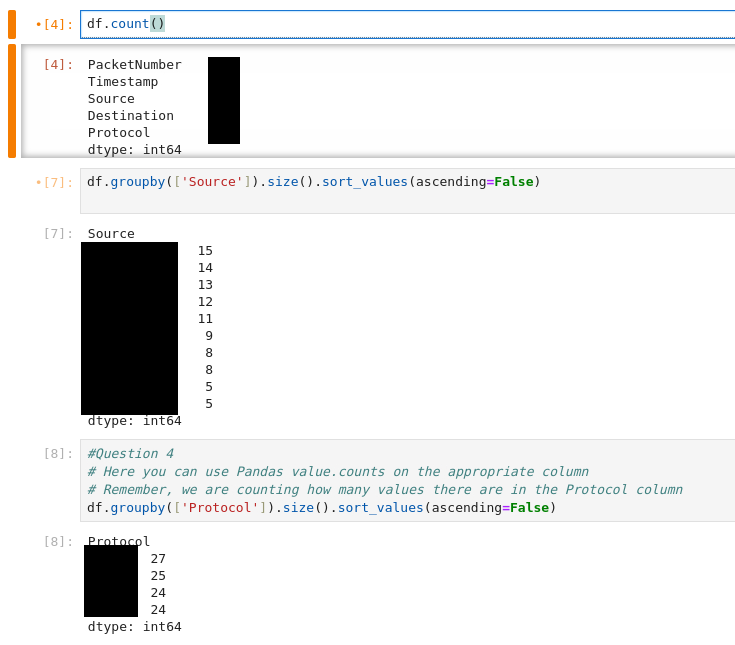 •[4]: df.count()
[4]: PacketNumber
Timestamp
Source
Destination
Protocol
dtype: int64
•[7]: df.groupby(['Source']).size().sort_values(ascending=False)
[7]: Source
15
14
13
12
11
9
8
8
5
5
dtype: int64
[8]: #Question 4
# Here you can use Pandas value.counts on the appropriate column
# Remember, we are counting how many values there are in the Protocol column
df.groupby(['Protocol']).size().sort_values(ascending=False)
[8]: Protocol
27
25
24
24
dtype: int64